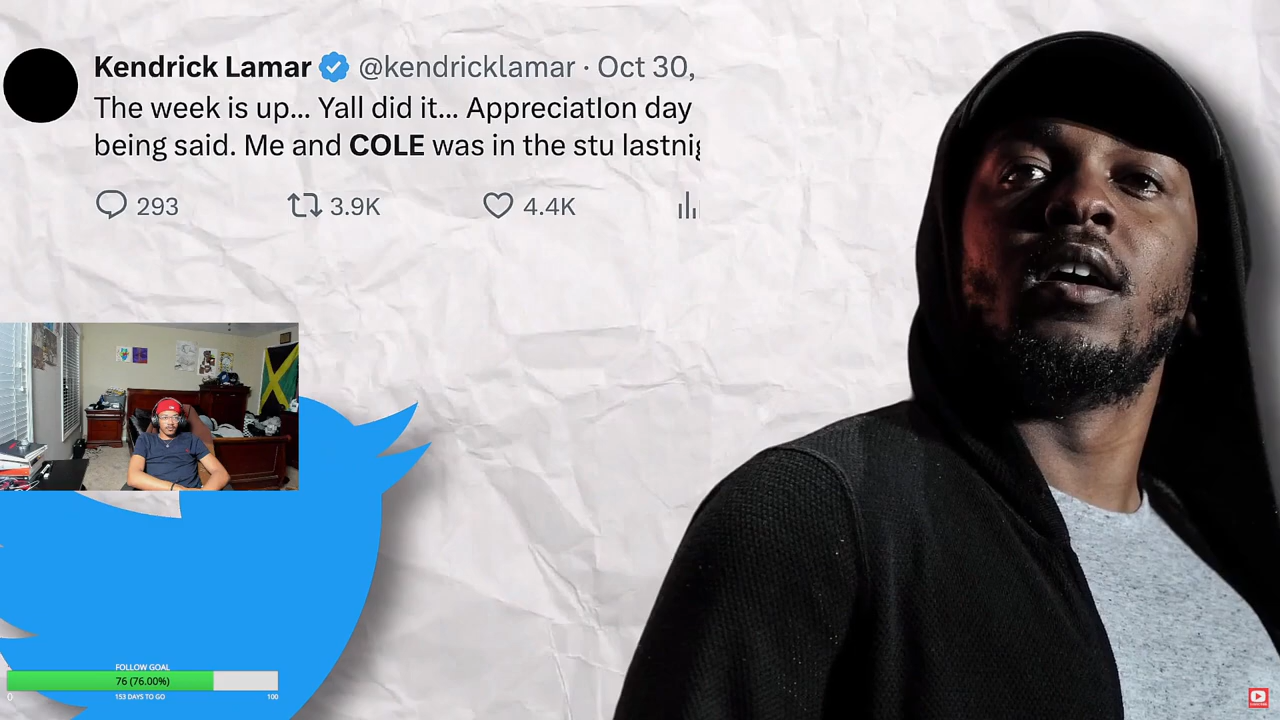 Kendrick Lamar @kendricklamar · Oct 30,
The week is up... Yall did it... AppreciatIon day
being said. Me and COLE was in the stu lastnig
293 3.9K 4.4K
FOLLOW GOAL
76 (76.00%)
0 153 DAYS TO GO 100